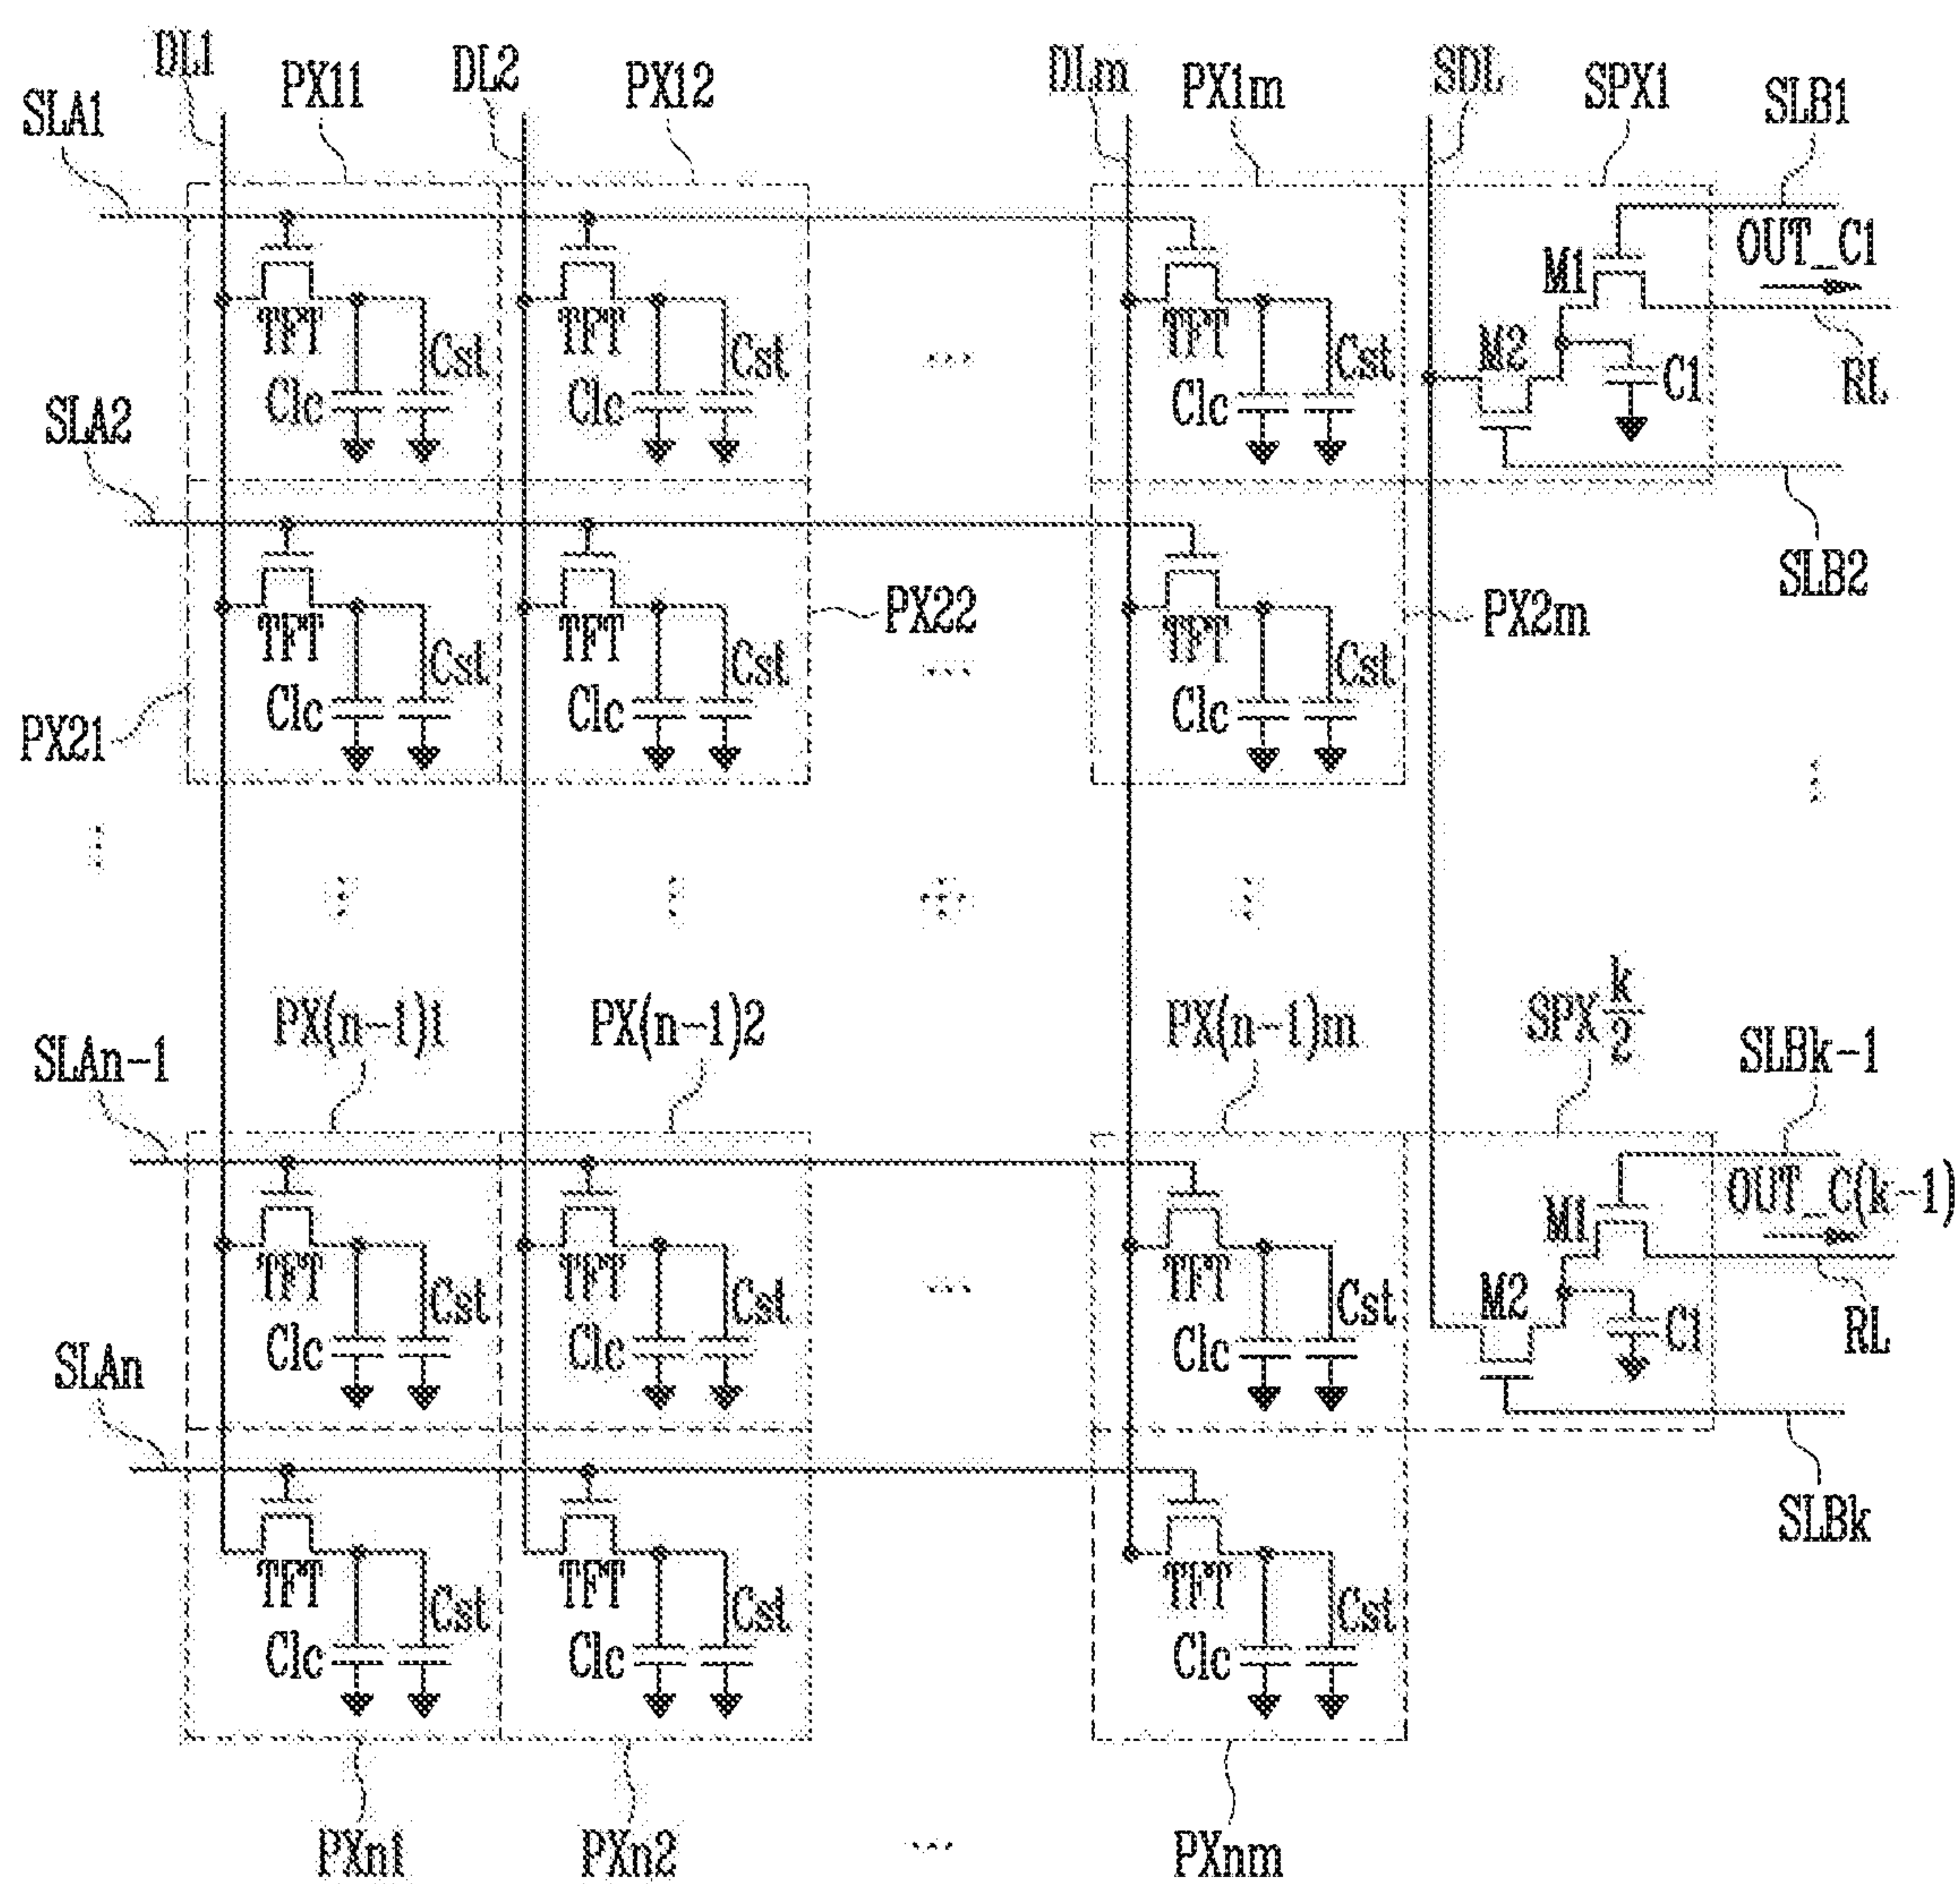 DL1 PX11 DL2 PX12 DLm PX1m SDL SPX1 SLB1
SLA1
M1 OUT_C1
TFT TFT TFT M2
Cst Cst Cst C1 RL
Clc Clc Clc
SLA2
SLB2
TFT PX22 TFT TFT PX2m
Cst Cst Cst
Clc Clc Clc
PX21
PX(n-1)1 PX(n-1)2 PX(n-1)m SPX k/2
SLAn-1 SLBk-1
M1 OUT_C(k-1)
TFT TFT TFT M2
Cst Cst Cst C1 RL
Clc Clc Clc
SLAn
SLBk
TFT TFT TFT
Cst Cst Cst
Clc Clc Clc
PXn1 PXn2 ... PXnm